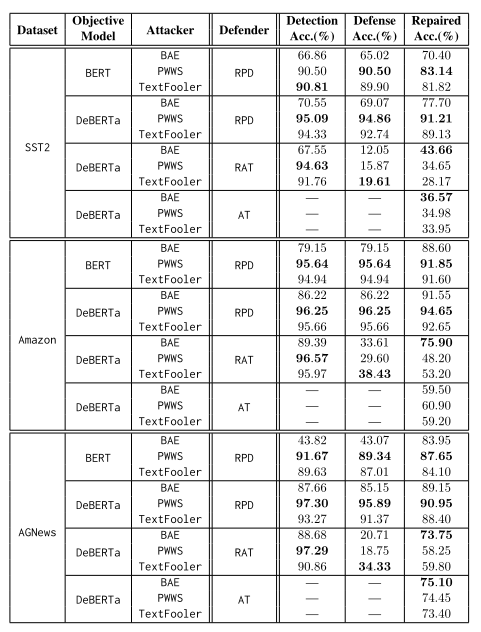 Dataset Objective Model Attacker Defender Detection Acc.(%) Defense Acc.(%) Repaired Acc.(%)
SST2
BERT RPD
BAE 66.86 65.02 70.40
PWWS 90.50 90.50 83.14
TextFooler 90.81 89.90 81.82
DeBERTa RPD
BAE 70.55 69.07 77.70
PWWS 95.09 94.86 91.21
TextFooler 94.33 92.74 89.13
DeBERTa RAT
BAE 67.55 12.05 43.66
PWWS 94.63 15.87 34.65
TextFooler 91.76 19.61 28.17
DeBERTa AT
BAE — — 36.57
PWWS — — 34.98
TextFooler — — 33.95
Amazon
BERT RPD
BAE 79.15 79.15 88.60
PWWS 95.64 95.64 91.85
TextFooler 94.94 94.94 91.60
DeBERTa RPD
BAE 86.22 86.22 91.55
PWWS 96.25 96.25 94.65
TextFooler 95.66 95.66 92.65
DeBERTa RAT
BAE 89.39 33.61 75.90
PWWS 96.57 29.60 48.20
TextFooler 95.97 38.43 53.20
DeBERTa AT
BAE — — 59.50
PWWS — — 60.90
TextFooler — — 59.20
AGNews
BERT RPD
BAE 43.82 43.07 83.95
PWWS 91.67 89.34 87.65
TextFooler 89.63 87.01 84.10
DeBERTa RPD
BAE 87.66 85.15 89.15
PWWS 97.30 95.89 90.95
TextFooler 93.27 91.37 88.40
DeBERTa RAT
BAE 88.68 20.71 73.75
PWWS 97.29 18.75 58.25
TextFooler 90.86 34.33 59.80
DeBERTa AT
BAE — — 75.10
PWWS — — 74.45
TextFooler — — 73.40